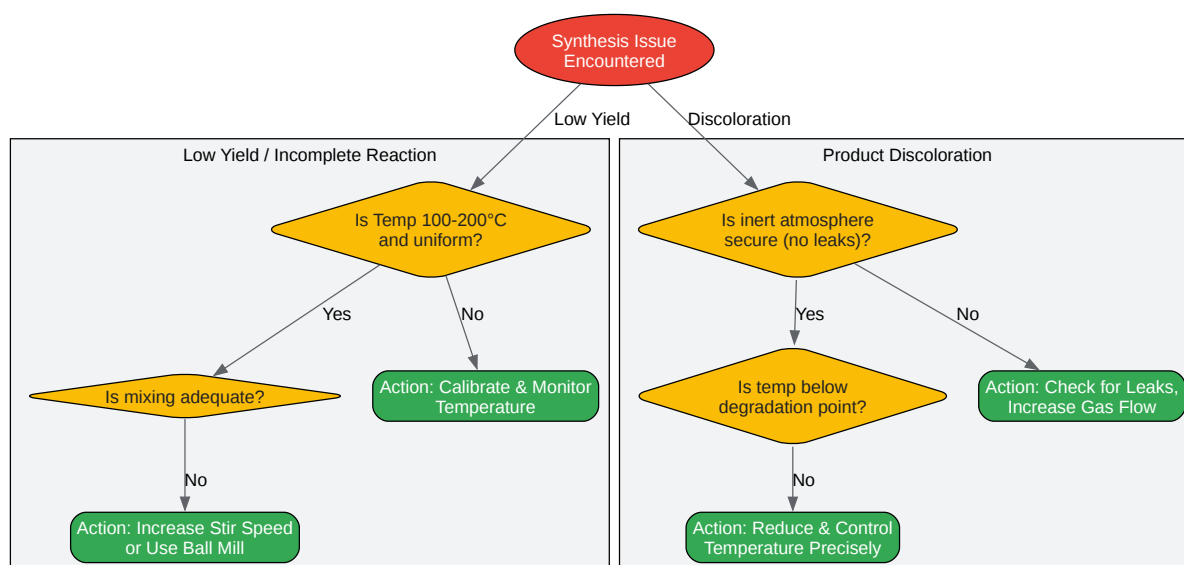 Synthesis Issue
Encountered
Low Yield
Discoloration
Low Yield / Incomplete Reaction
Product Discoloration
Is Temp 100-200°C
and uniform?
Is inert atmosphere
secure (no leaks)?
Yes
No
Yes
No
Is mixing adequate?
Action: Calibrate & Monitor
Temperature
Is temp below
degradation point?
Action: Check for Leaks,
Increase Gas Flow
No
No
Action: Increase Stir Speed
or Use Ball Mill
Action: Reduce & Control
Temperature Precisely